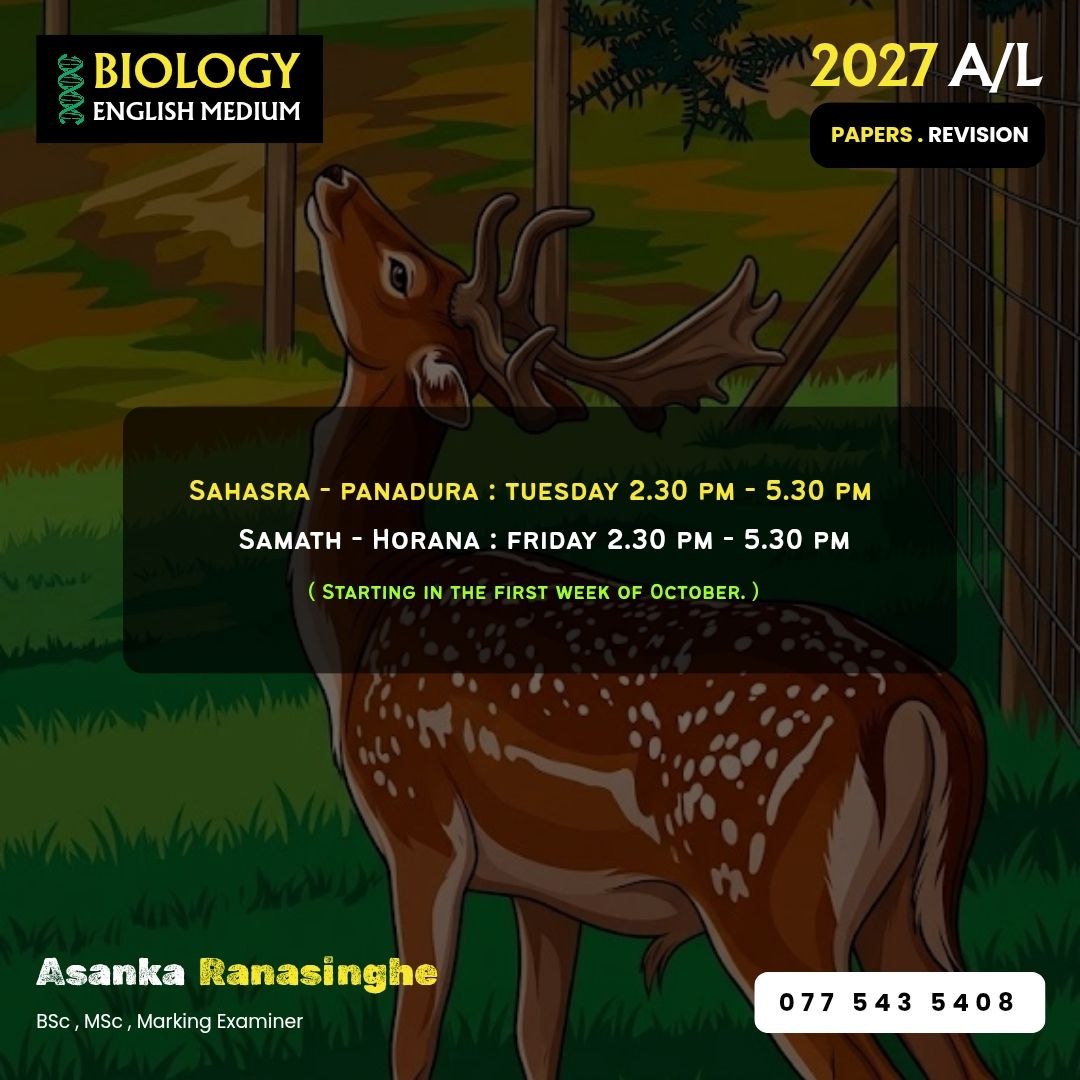 BIOLOGY
ENGLISH MEDIUM
2027 A/L
PAPERS . REVISION
Sahasra - panadura : tuesday 2.30 pm - 5.30 pm
Samath - Horana : friday 2.30 pm - 5.30 pm
( Starting in the first week of October. )
Asanka Ranasinghe
BSc , MSc , Marking Examiner
077 543 5408